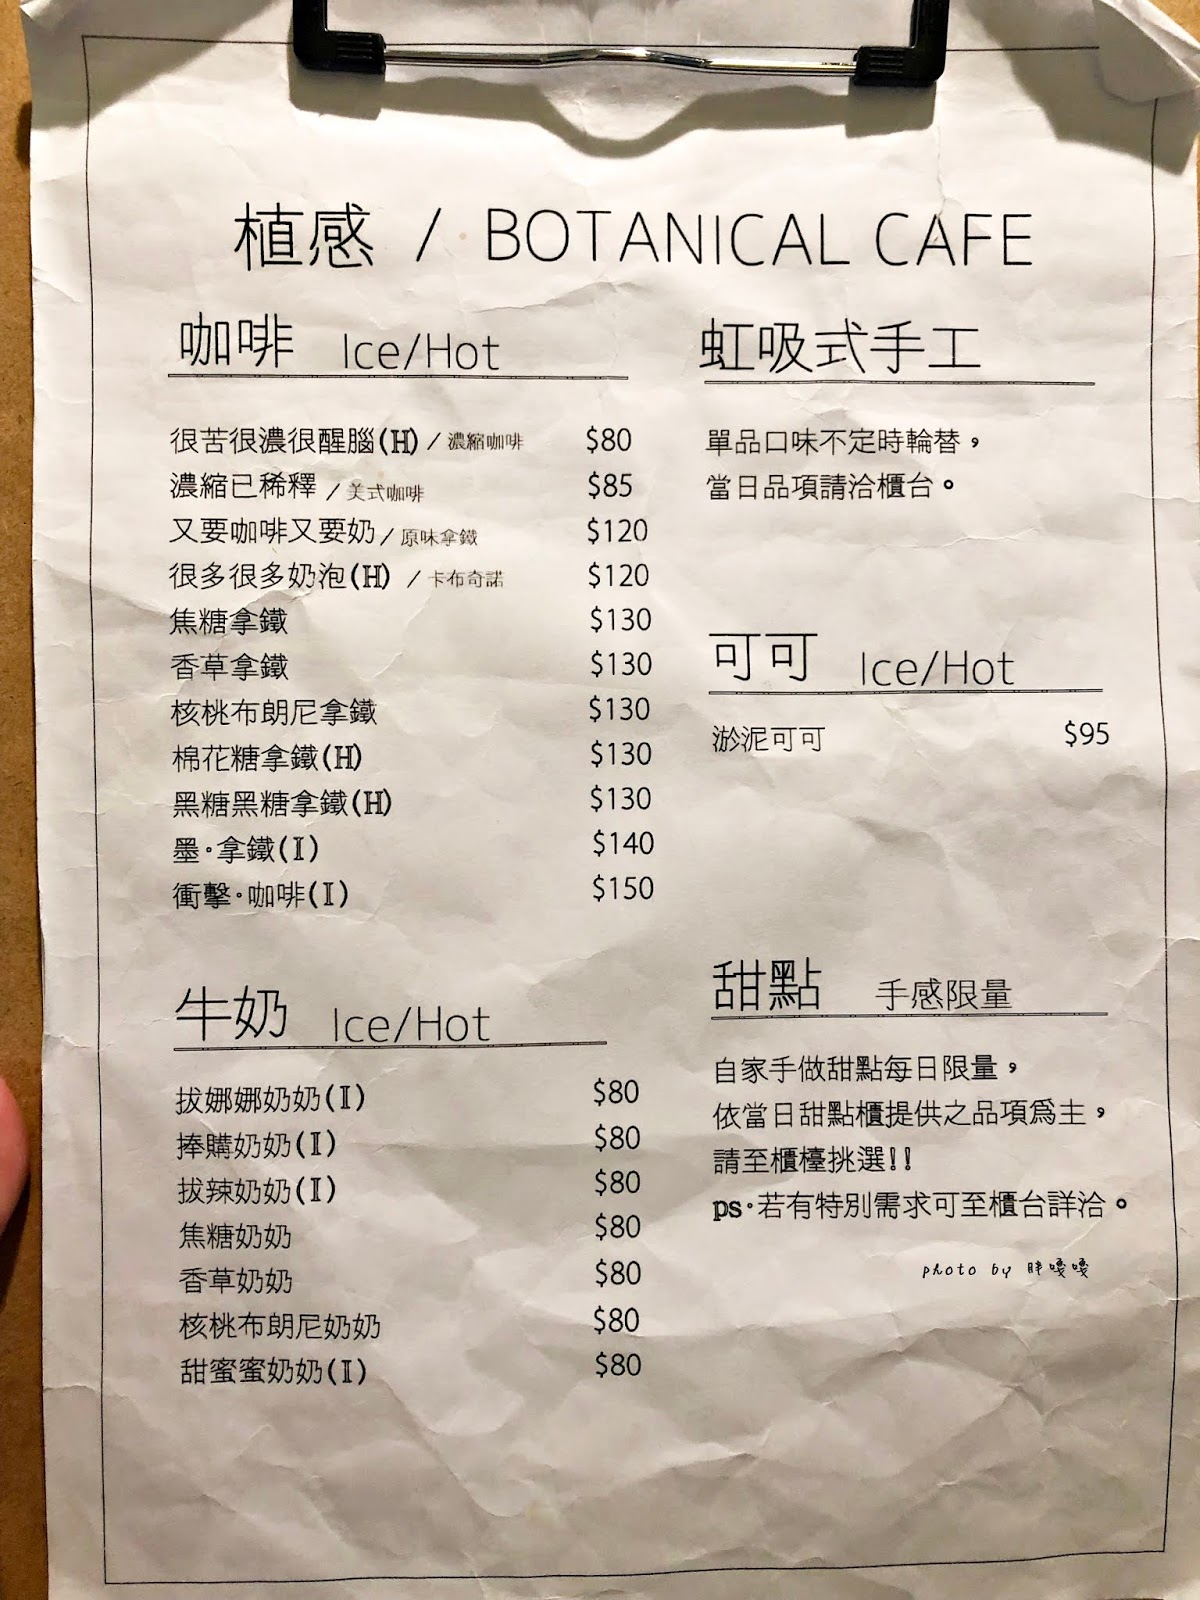 植感 / BOTANICAL CAFE
咖啡 Ice/Hot
很苦很濃很醒腦(H) / 濃縮咖啡 $80
濃縮已稀釋 / 美式咖啡 $85
又要咖啡又要奶 / 原味拿鐵 $120
很多很多奶泡(H) / 卡布奇諾 $120
焦糖拿鐵 $130
香草拿鐵 $130
核桃布朗尼拿鐵 $130
棉花糖拿鐵(H) $130
黑糖黑糖拿鐵(H) $130
墨·拿鐵(I) $140
衝擊·咖啡(I) $150
牛奶 Ice/Hot
拔娜娜奶奶(I) $80
捧購奶奶(I) $80
拔辣奶奶(I) $80
焦糖奶奶 $80
香草奶奶 $80
核桃布朗尼奶奶 $80
甜蜜蜜奶奶(I) $80
虹吸式手工
單品口味不定時輪替，
當日品項請洽櫃台。
可可 Ice/Hot
淤泥可可 $95
甜點 手感限量
自家手做甜點每日限量，
依當日甜點櫃提供之品項爲主，
請至櫃檯挑選!!
ps·若有特別需求可至櫃台詳洽。
photo by 胖嘎嘎